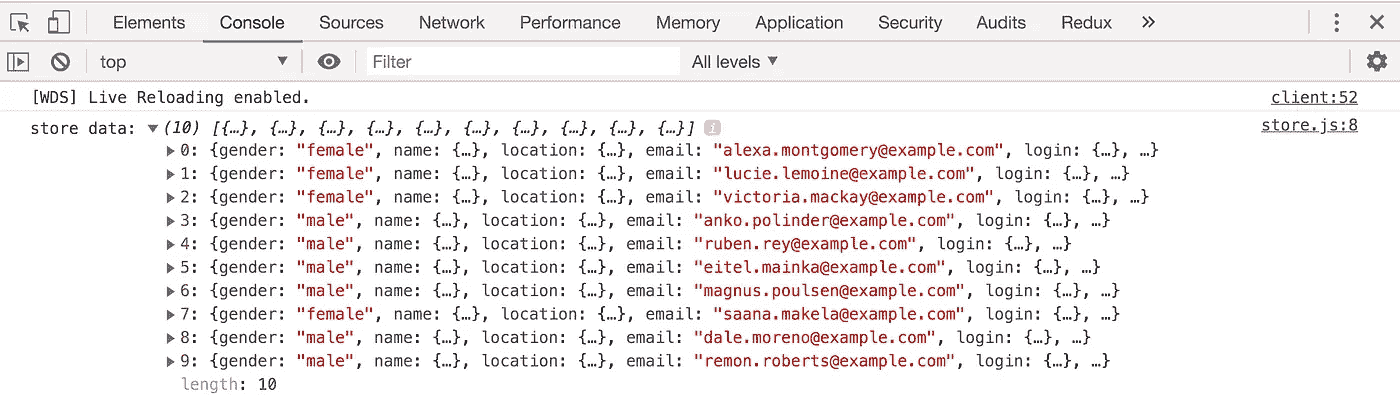 Elements Console Sources Network Performance Memory Application Security Audits Redux »
top Filter All levels
[WDS] Live Reloading enabled. client:52
store data: (10) [{…}, {…}, {…}, {…}, {…}, {…}, {…}, {…}, {…}, {…}] i store.js:8
0: {gender: "female", name: {…}, location: {…}, email: "alexa.montgomery@example.com", login: {…}, …}
1: {gender: "female", name: {…}, location: {…}, email: "lucie.lemoine@example.com", login: {…}, …}
2: {gender: "female", name: {…}, location: {…}, email: "victoria.mackay@example.com", login: {…}, …}
3: {gender: "male", name: {…}, location: {…}, email: "anko.polinder@example.com", login: {…}, …}
4: {gender: "male", name: {…}, location: {…}, email: "ruben.rey@example.com", login: {…}, …}
5: {gender: "male", name: {…}, location: {…}, email: "eitel.mainka@example.com", login: {…}, …}
6: {gender: "male", name: {…}, location: {…}, email: "magnus.poulsen@example.com", login: {…}, …}
7: {gender: "female", name: {…}, location: {…}, email: "saana.makela@example.com", login: {…}, …}
8: {gender: "male", name: {…}, location: {…}, email: "dale.moreno@example.com", login: {…}, …}
9: {gender: "male", name: {…}, location: {…}, email: "remon.roberts@example.com", login: {…}, …}
length: 10